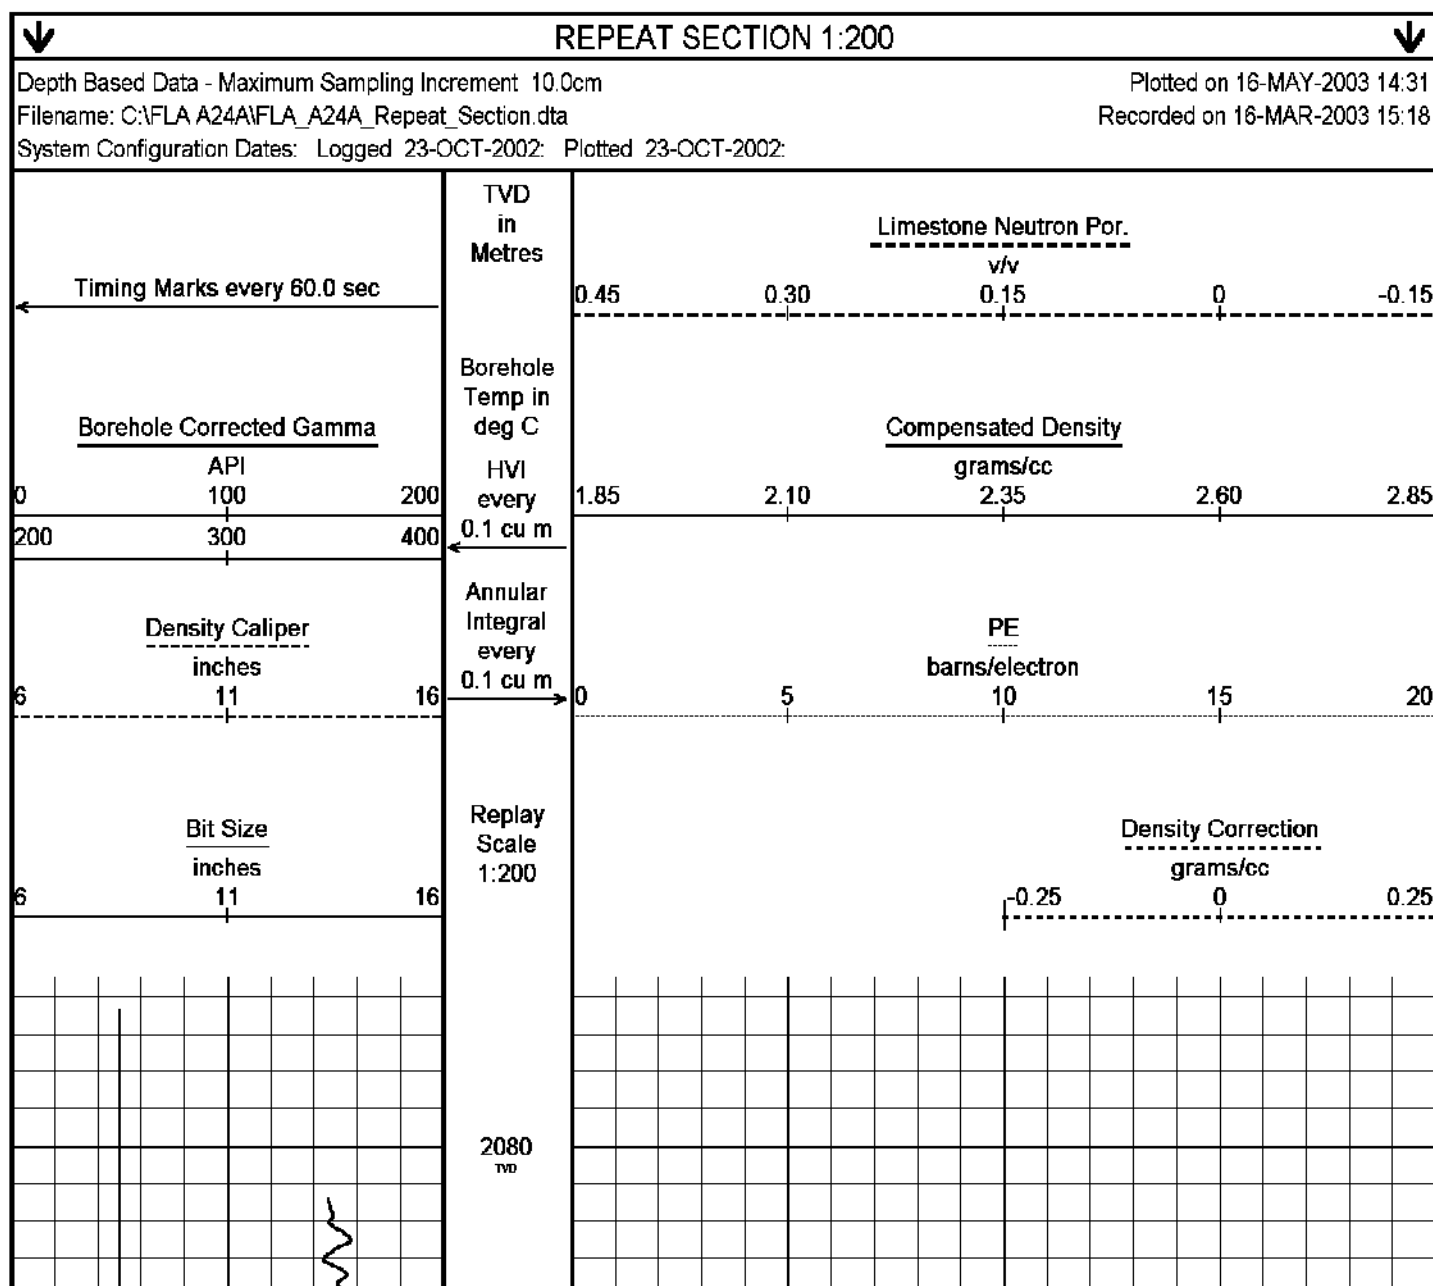 REPEAT SECTION 1:200
Depth Based Data - Maximum Sampling Increment 10.0cm
Plotted on 16-MAY-2003 14:31
Filename: C:\FLA A24A\FLA_A24A_Repeat_Section.dta
Recorded on 16-MAR-2003 15:18
System Configuration Dates: Logged 23-OCT-2002: Plotted 23-OCT-2002:
Timing Marks every 60.0 sec
Borehole Corrected Gamma
API
0 100 200
200 300 400
Density Caliper
inches
6 11 16
Bit Size
inches
6 11 16
TVD
in
Metres
Borehole
Temp in
deg C
HVI
every
0.1 cu m
Annular
Integral
every
0.1 cu m
Replay
Scale
1:200
2080
TVD
Limestone Neutron Por.
v/v
0.45 0.30 0.15 0 -0.15
Compensated Density
grams/cc
1.85 2.10 2.35 2.60 2.85
PE
barns/electron
0 5 10 15 20
Density Correction
grams/cc
-0.25 0 0.25